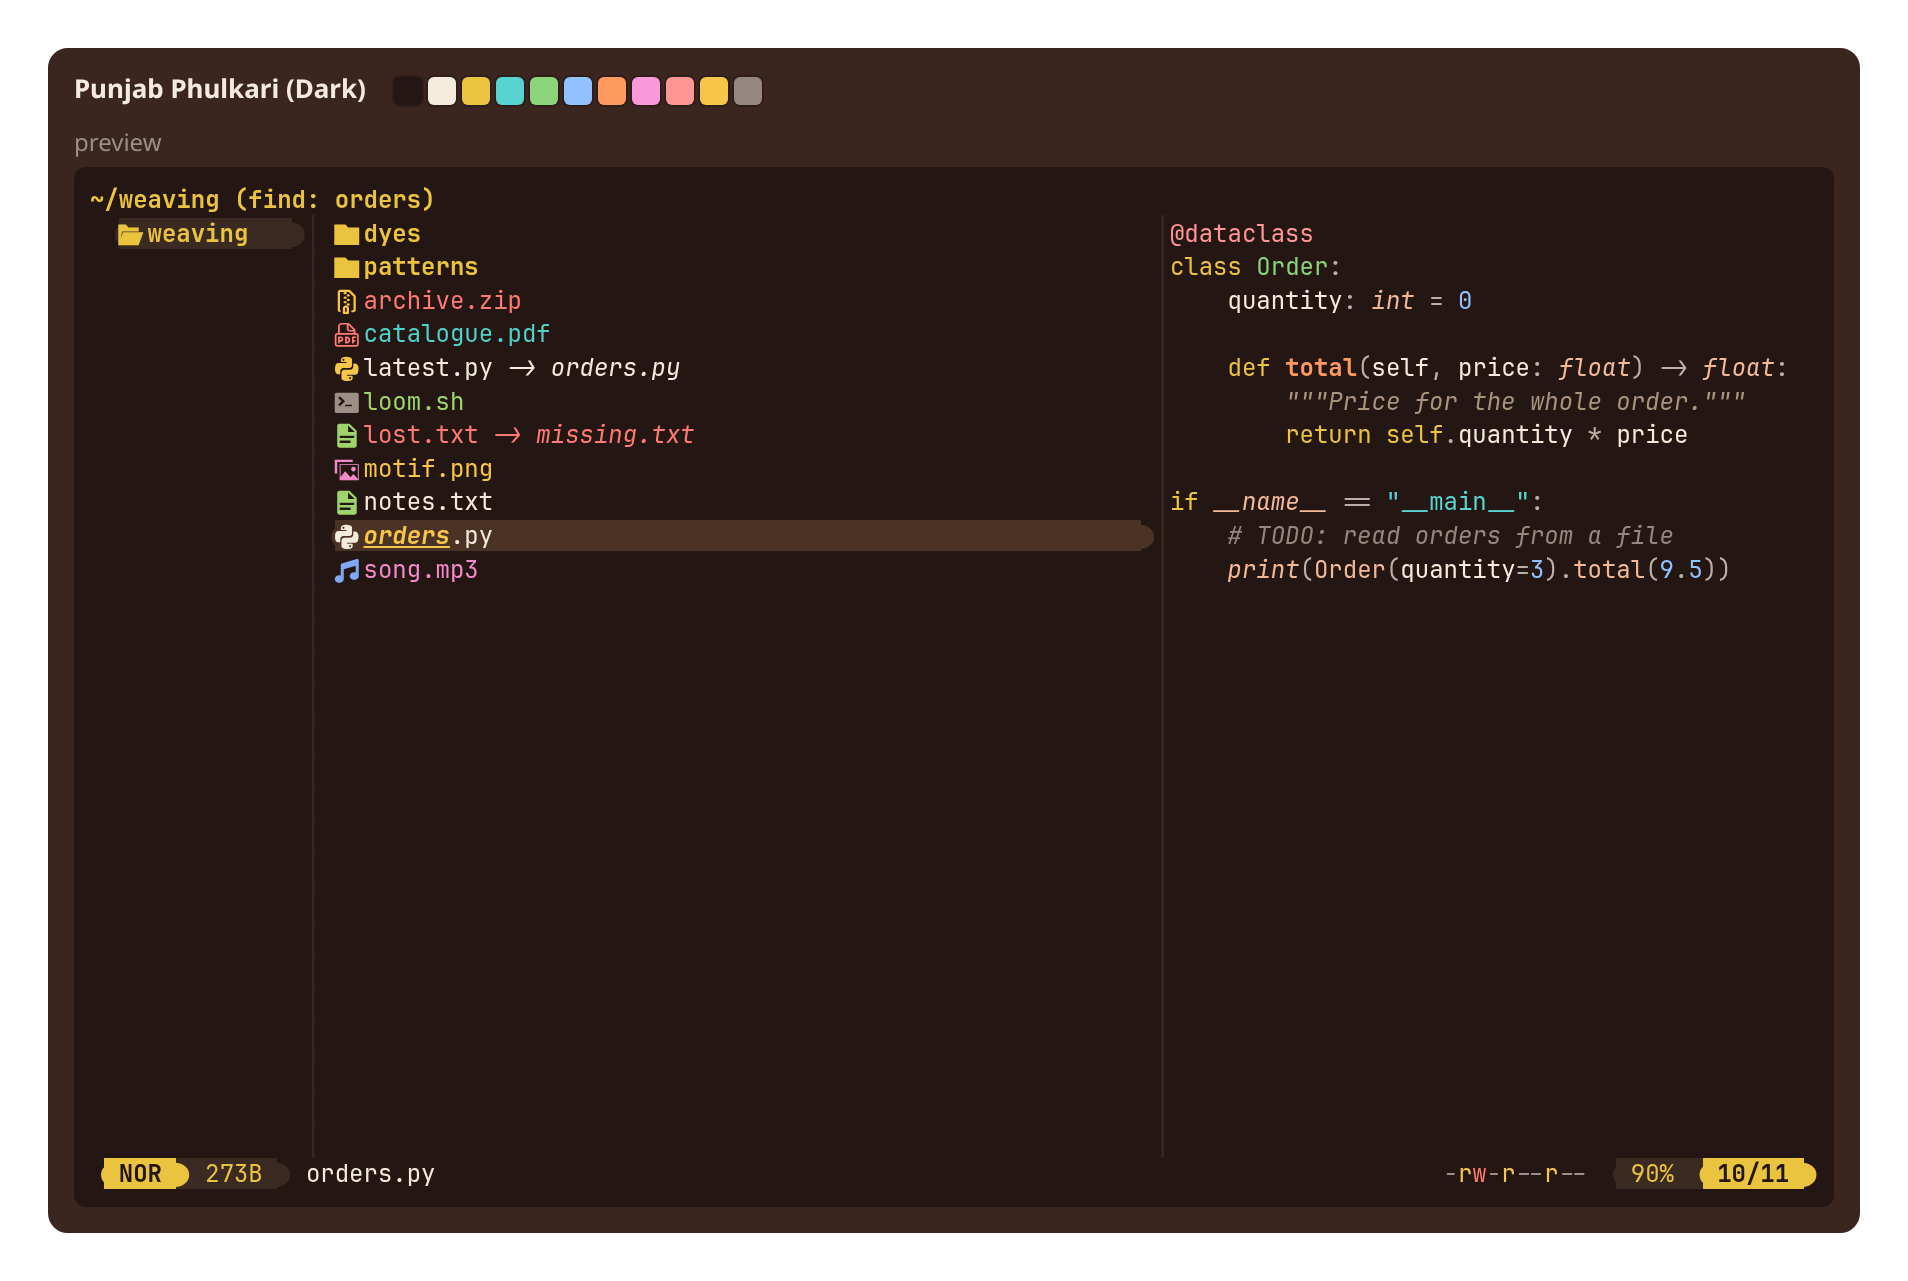 Punjab Phulkari (Dark)
preview
~/weaving (find: orders)
weaving
dyes
patterns
archive.zip
catalogue.pdf
latest.py -> orders.py
loom.sh
lost.txt -> missing.txt
motif.png
notes.txt
orders.py
song.mp3
@dataclass
class Order:
    quantity: int = 0
    def total(self, price: float) -> float:
        """Price for the whole order."""
        return self.quantity * price
if __name__ == "__main__":
    # TODO: read orders from a file
    print(Order(quantity=3).total(9.5))
NOR 273B orders.py -rw-r--r-- 90% 10/11